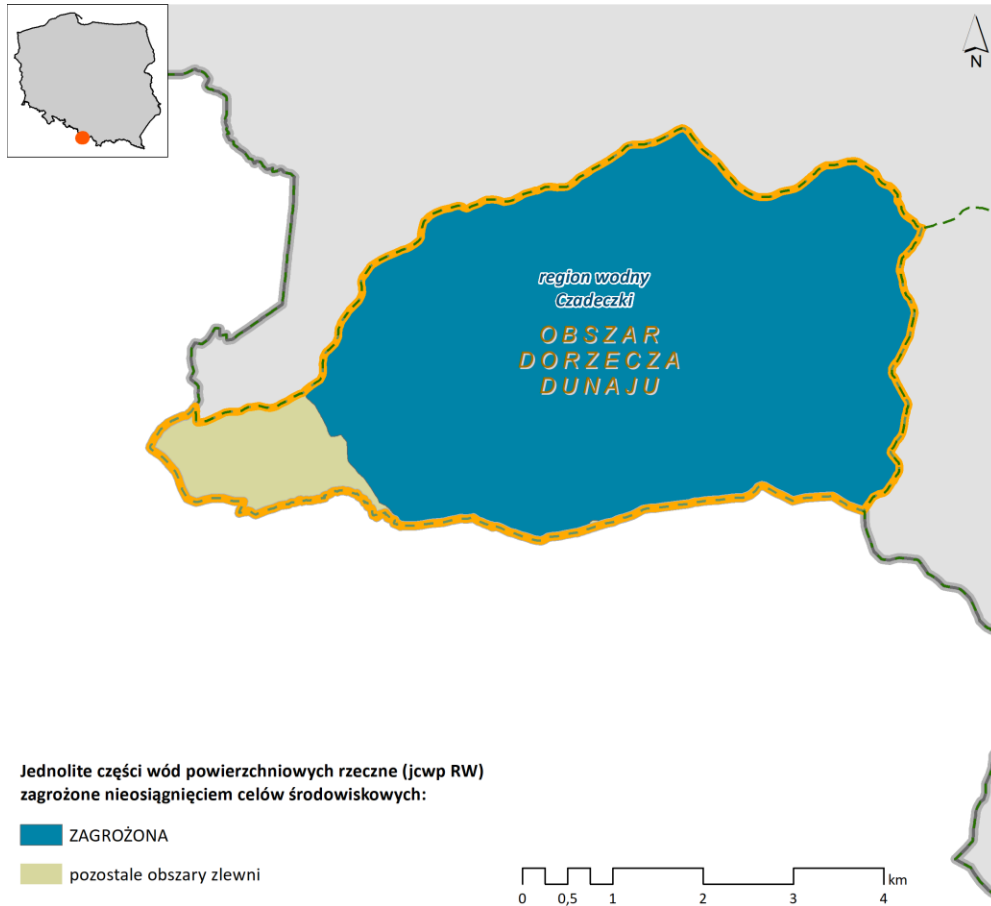 N
region wodny
Czadeczki
OBSZAR
DORZECZA
DUNAJU
Jednolite części wód powierzchniowych rzeczne (jcwp RW)
zagrożone nieosiągnięciem celów środowiskowych:
ZAGROŻONA
pozostałe obszary zlewni
km
0 0,5 1 2 3 4